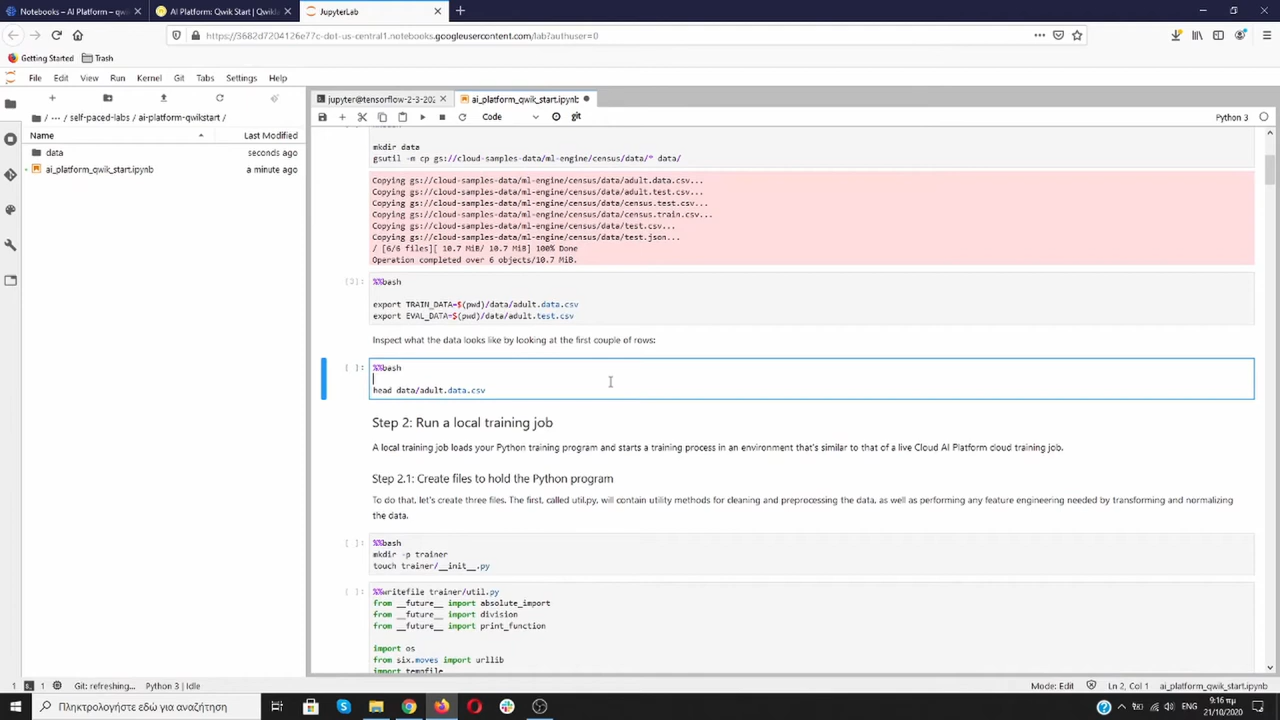 Notebooks – AI Platform – qwi
AI Platform: Qwik Start | Qwikla
JupyterLab
https://3682d7204126e77c-dot-us-central1.notebooks.googleusercontent.com/lab?authuser=0
Getting Started
Trash
File Edit View Run Kernel Git Tabs Settings Help
jupyter@tensorflow-2-3-202
ai_platform_qwik_start.ipynb
Code
git
Python 3
/ ··· / self-paced-labs / ai-platform-qwikstart /
Name
Last Modified
data
seconds ago
ai_platform_qwik_start.ipynb
a minute ago
mkdir data
gsutil -m cp gs://cloud-samples-data/ml-engine/census/data/* data/
Copying gs://cloud-samples-data/ml-engine/census/data/adult.data.csv...
Copying gs://cloud-samples-data/ml-engine/census/data/adult.test.csv...
Copying gs://cloud-samples-data/ml-engine/census/data/census.test.csv...
Copying gs://cloud-samples-data/ml-engine/census/data/census.train.csv...
Copying gs://cloud-samples-data/ml-engine/census/data/test.csv...
Copying gs://cloud-samples-data/ml-engine/census/data/test.json...
/ [6/6 files][ 10.7 MiB/ 10.7 MiB] 100% Done
Operation completed over 6 objects/10.7 MiB.
[3]:
%%bash
export TRAIN_DATA=$(pwd)/data/adult.data.csv
export EVAL_DATA=$(pwd)/data/adult.test.csv
Inspect what the data looks like by looking at the first couple of rows:
[ ]:
%%bash
head data/adult.data.csv
Step 2: Run a local training job
A local training job loads your Python training program and starts a training process in an environment that's similar to that of a live Cloud AI Platform cloud training job.
Step 2.1: Create files to hold the Python program
To do that, let's create three files. The first, called util.py, will contain utility methods for cleaning and preprocessing the data, as well as performing any feature engineering needed by transforming and normalizing
the data.
[ ]:
%%bash
mkdir -p trainer
touch trainer/__init__.py
[ ]:
%%writefile trainer/util.py
from __future__ import absolute_import
from __future__ import division
from __future__ import print_function
import os
from six.moves import urllib
import tempfile
1
1
Git: refreshing...
Python 3 | Idle
Mode: Edit
Ln 2, Col 1
ai_platform_qwik_start.ipynb
Πληκτρολογήστε εδώ για αναζήτηση
9:16 πμ
21/10/2020